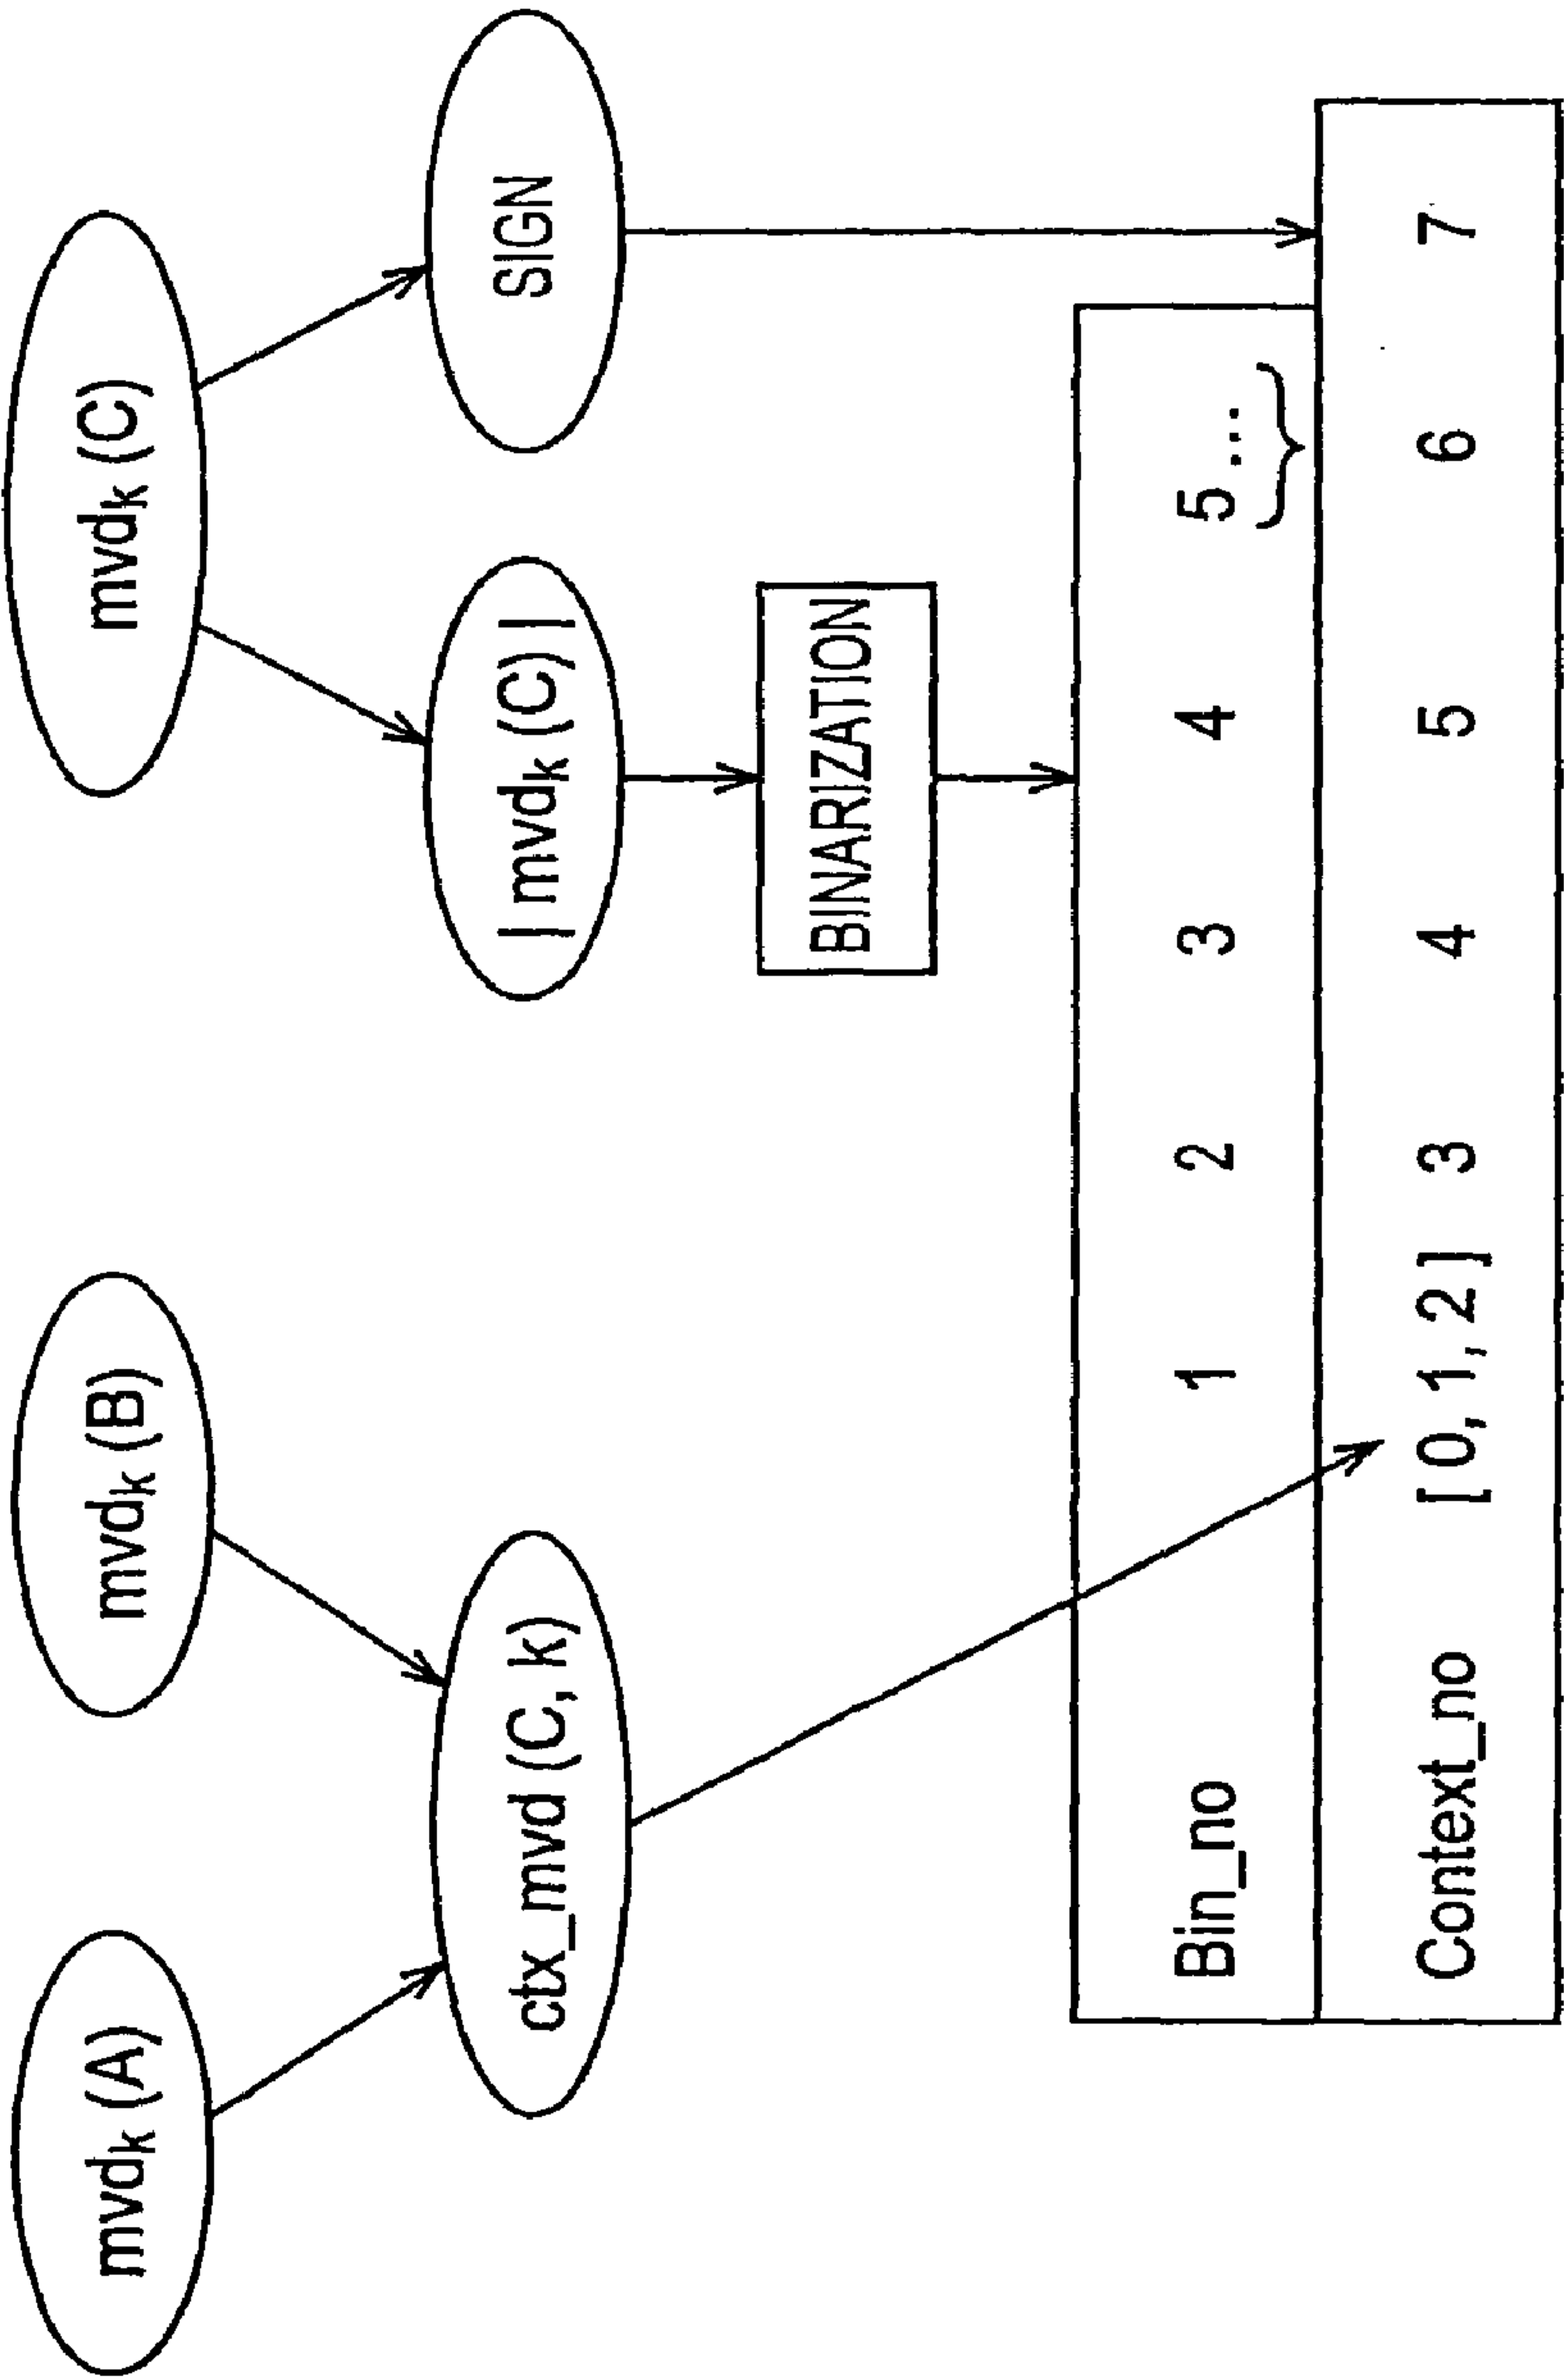 mvdk (A)
mvdk (B)
mvdk (C)
ctx_mvd (C, k)
| mvdk (C) |
SIGN
BINARIZATION
Bin_no 1 2 3 4 5 ...
Context_no [ 0, 1, 2 ] 3 4 5 6 7